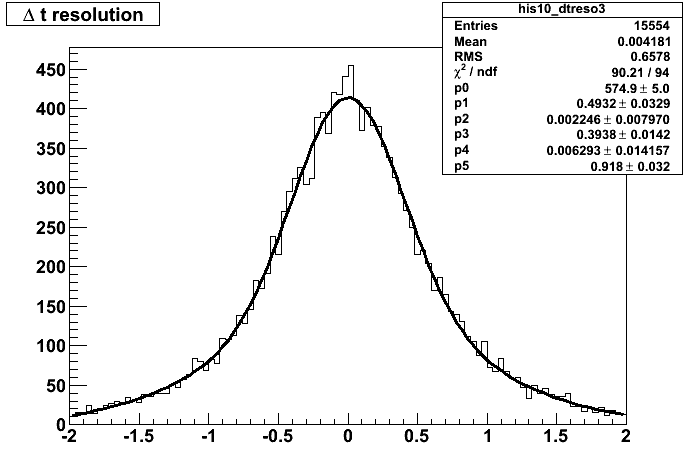 Δ t resolution
his10_dtreso3
Entries 15554
Mean 0.004181
RMS 0.6578
χ² / ndf 90.21 / 94
p0 574.9 ± 5.0
p1 0.4932 ± 0.0329
p2 0.002246 ± 0.007970
p3 0.3938 ± 0.0142
p4 0.006293 ± 0.014157
p5 0.918 ± 0.032
450
400
350
300
250
200
150
100
50
0
-2 -1.5 -1 -0.5 0 0.5 1 1.5 2